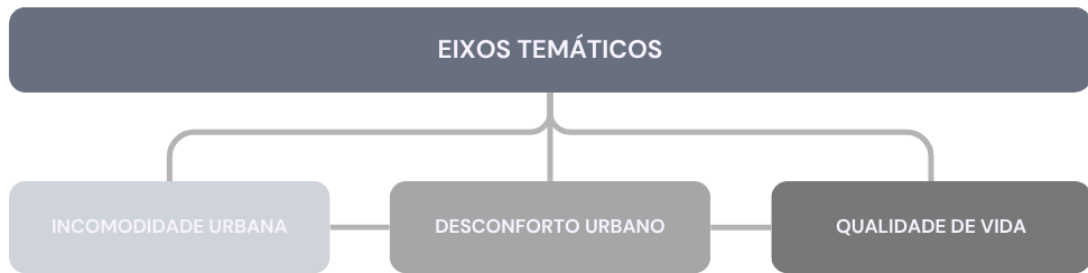 EIXOS TEMÁTICOS
INCOMODIDADE URBANA
DESCONFORTO URBANO
QUALIDADE DE VIDA